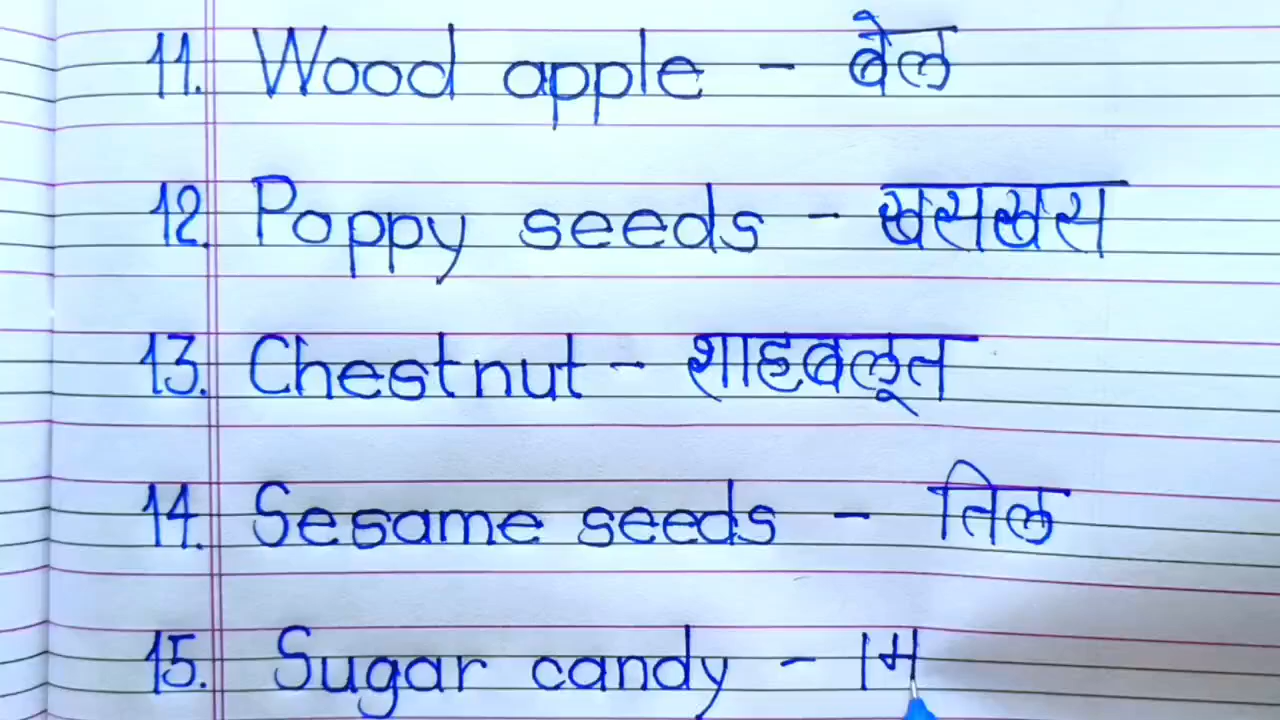 11. Wood apple - बेल
12. Poppy seeds - खसखस
13. Chestnut - शाहबलूत
14. Sesame seeds - तिल
15. Sugar candy -